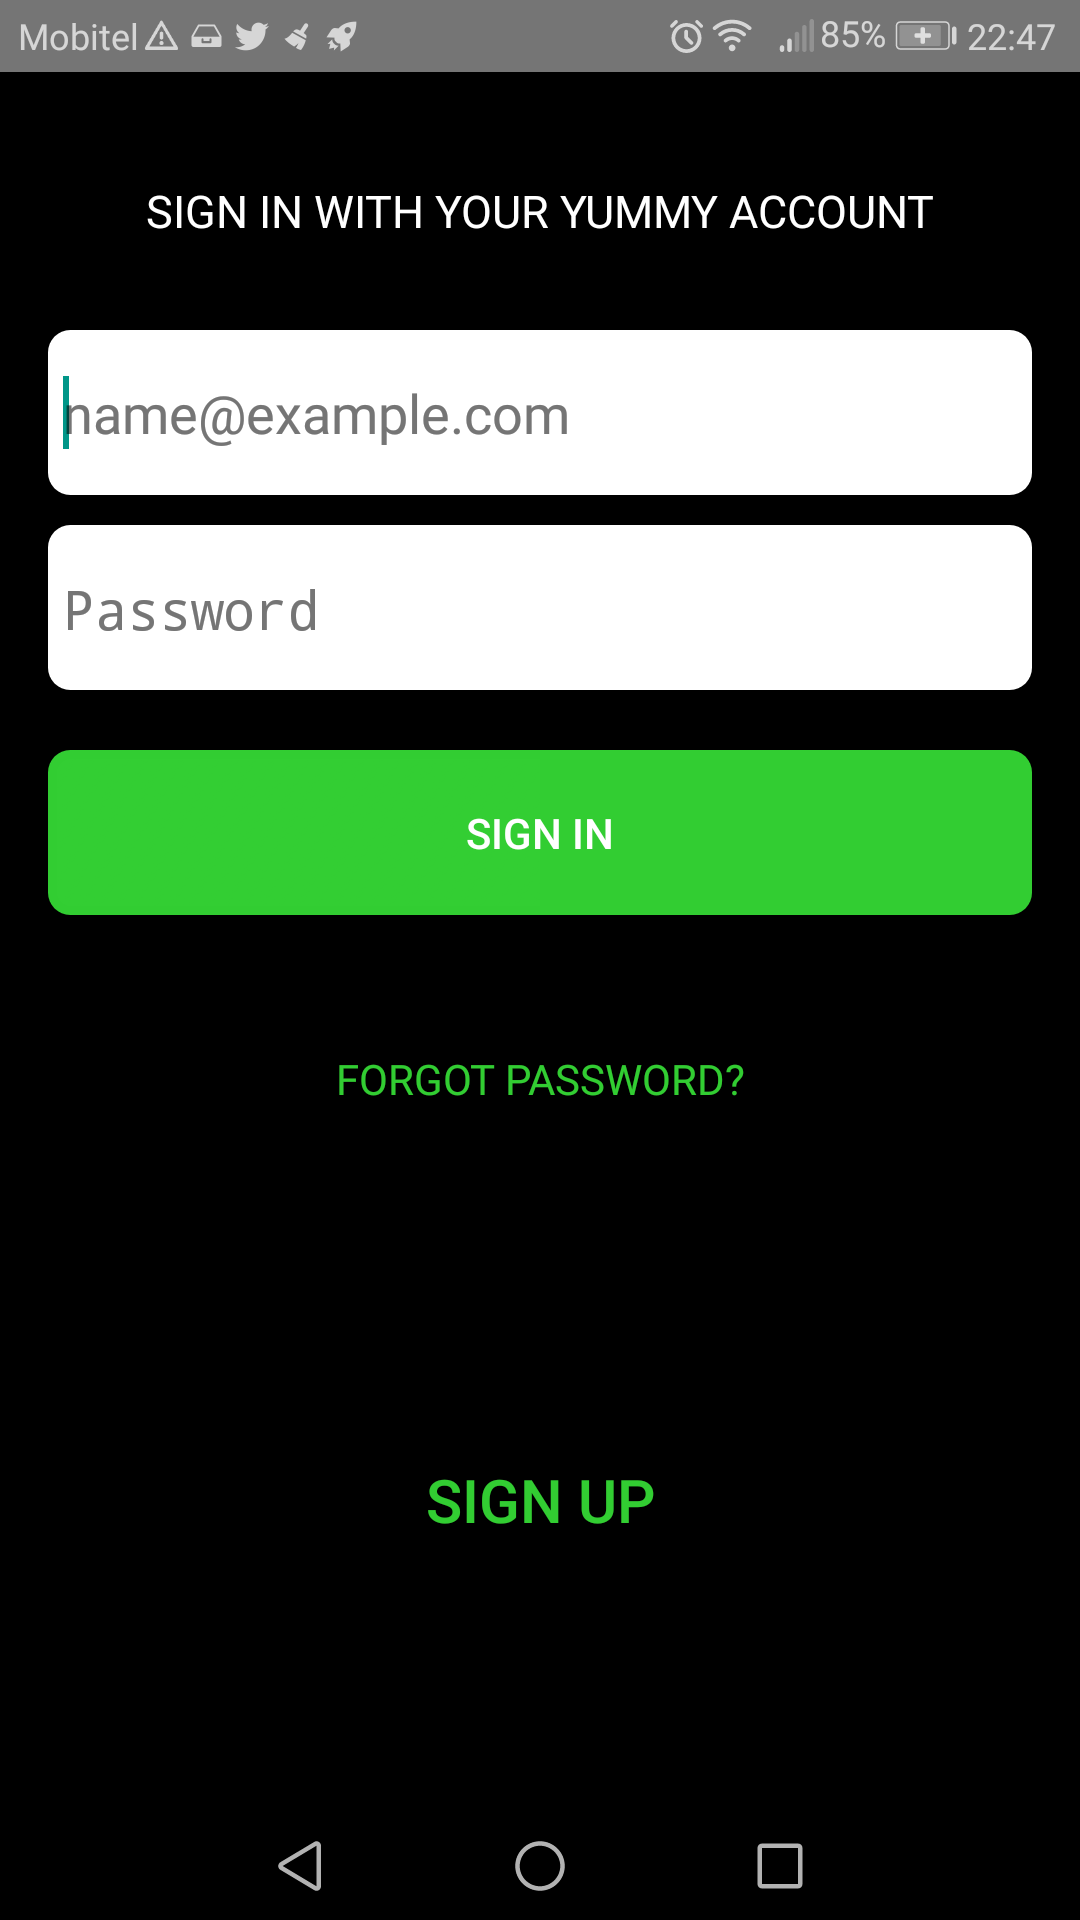 Mobitel 85% 22:47
SIGN IN WITH YOUR YUMMY ACCOUNT
name@example.com
Password
SIGN IN
FORGOT PASSWORD?
SIGN UP